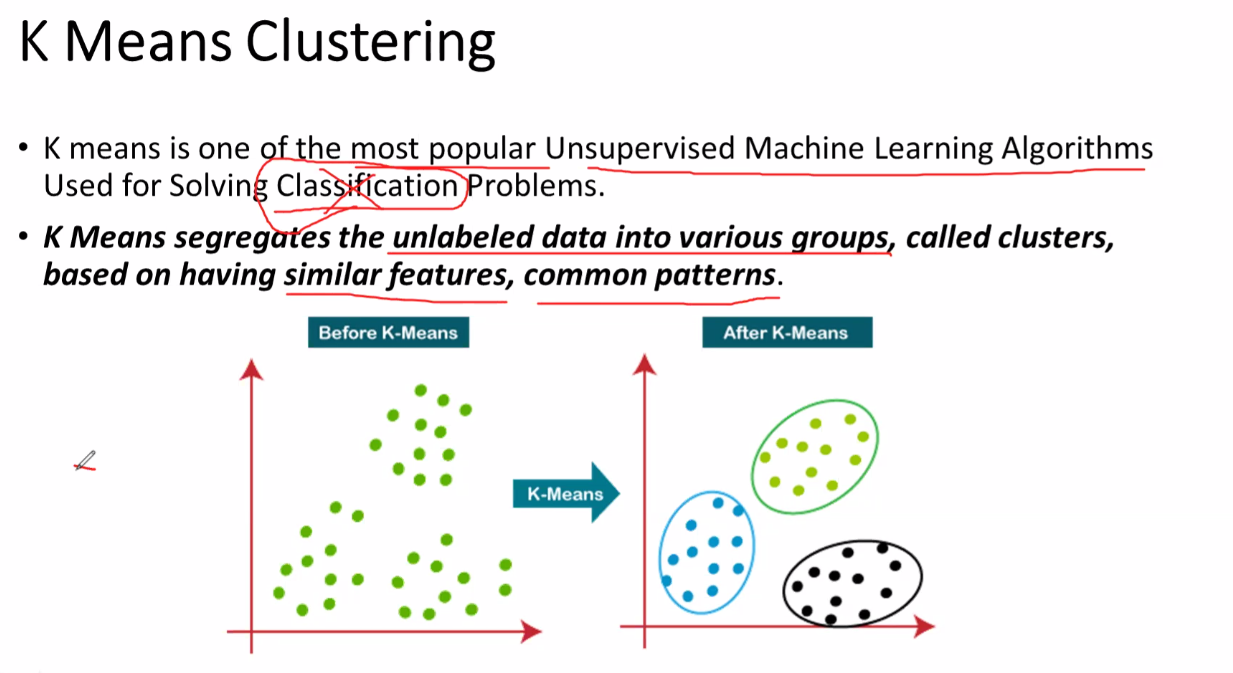 K Means Clustering
• K means is one of the most popular Unsupervised Machine Learning Algorithms
Used for Solving Classification Problems.
• K Means segregates the unlabeled data into various groups, called clusters,
based on having similar features, common patterns.
Before K-Means
After K-Means
K-Means